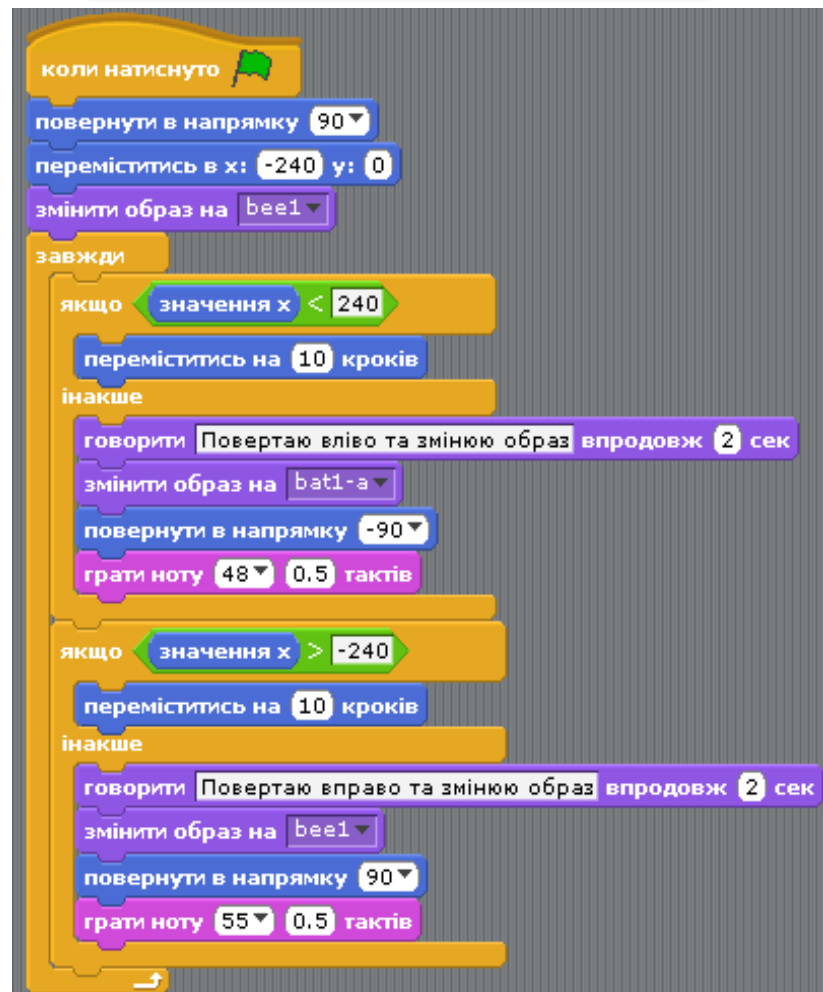 коли натиснуто
повернути в напрямку 90
переміститись в x: -240 y: 0
змінити образ на bee1
завжди
якщо значення x < 240
переміститись на 10 кроків
інакше
говорити Повертаю вліво та змінюю образ впродовж 2 сек
змінити образ на bat1-a
повернути в напрямку -90
грати ноту 48 0.5 тактів
якщо значення x > -240
переміститись на 10 кроків
інакше
говорити Повертаю вправо та змінюю образ впродовж 2 сек
змінити образ на bee1
повернути в напрямку 90
грати ноту 55 0.5 тактів